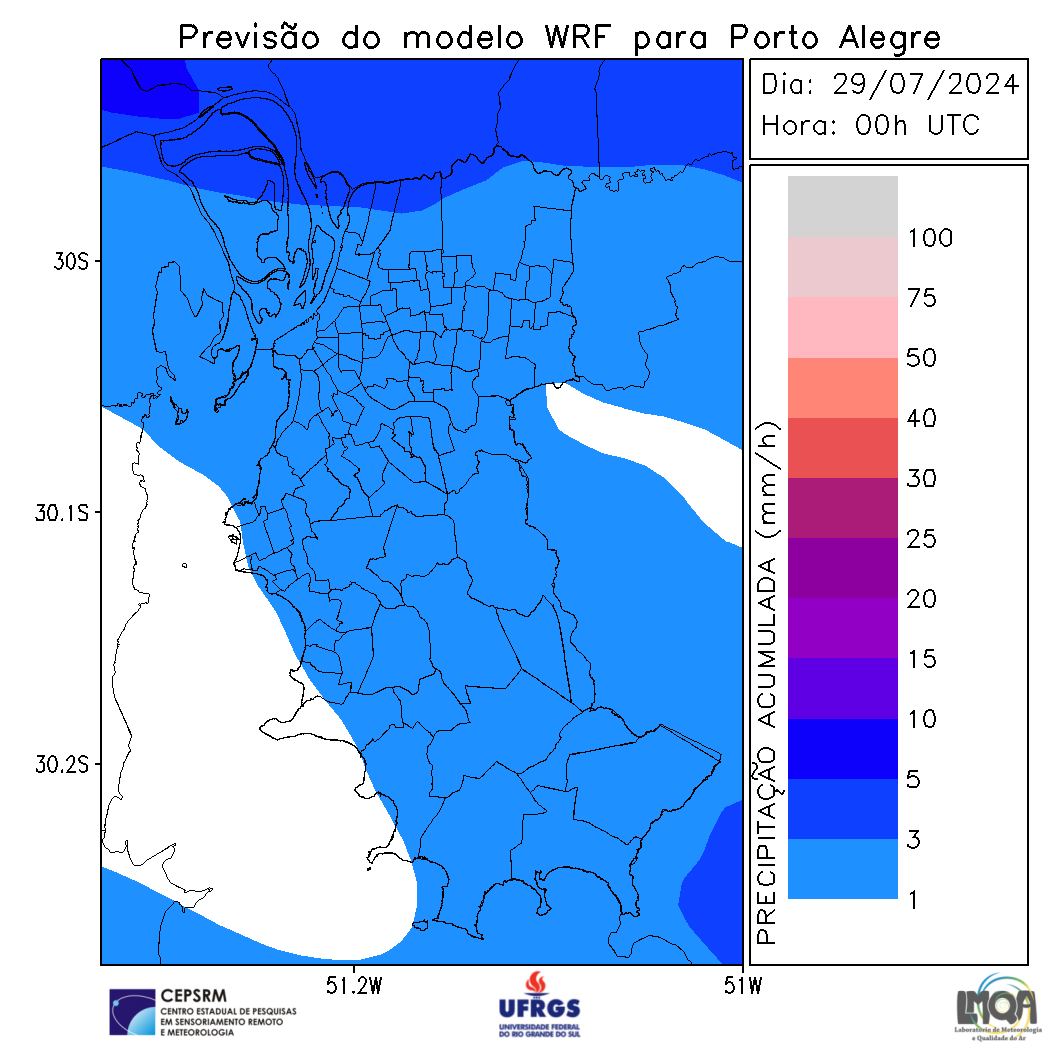 Previsão do modelo WRF para Porto Alegre
Dia: 29/07/2024
Hora: 00h UTC
100
75
50
40
30
25
20
15
10
5
3
1
PRECIPITAÇÃO ACUMULADA (mm/h)
30S
30.1S
30.2S
51.2W
51W
CEPSRM
CENTRO ESTADUAL DE PESQUISAS
EM SENSORIAMENTO REMOTO
E METEOROLOGIA
UFRGS
UNIVERSIDADE FEDERAL
DO RIO GRANDE DO SUL
LMQA
Laboratório de Meteorologia
e Qualidade do Ar